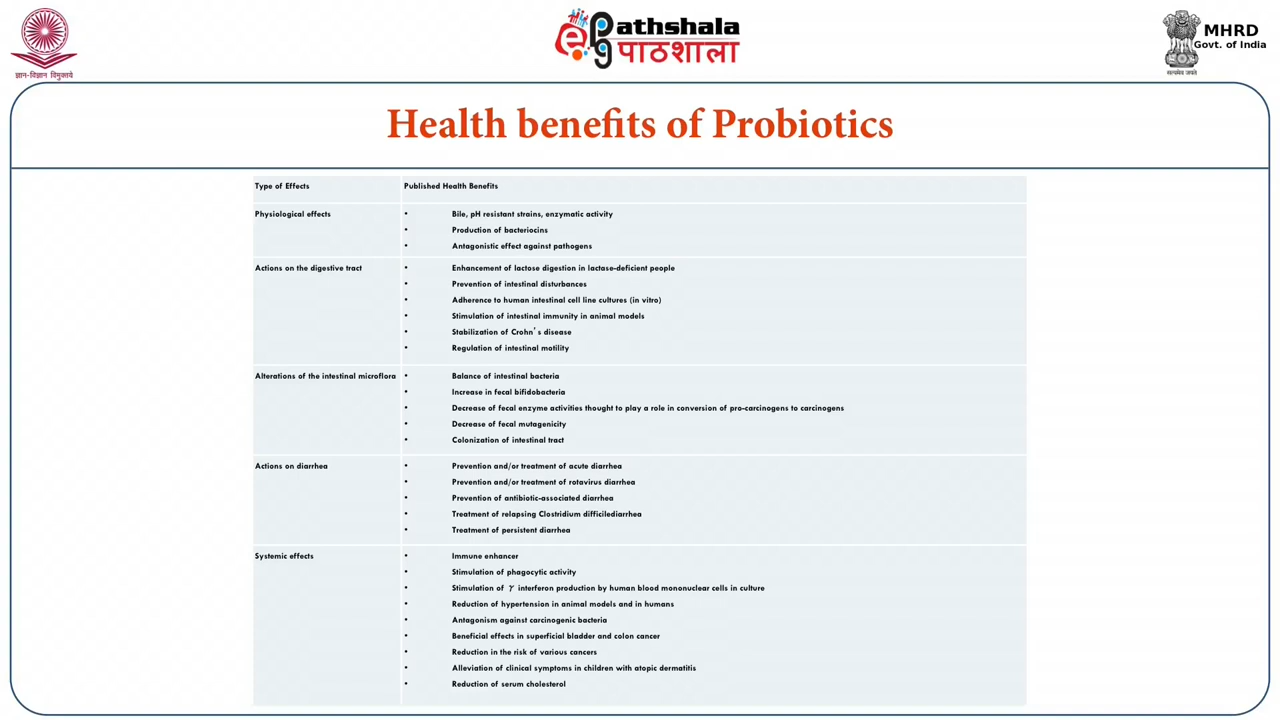 ज्ञान-विज्ञान विमुक्तये
epg Pathshala
पाठशाला
MHRD
Govt. of India
सत्यमेव जयते
Health benefits of Probiotics
Type of Effects Published Health Benefits
Physiological effects • Bile, pH resistant strains, enzymatic activity
• Production of bacteriocins
• Antagonistic effect against pathogens
Actions on the digestive tract • Enhancement of lactose digestion in lactase-deficient people
• Prevention of intestinal disturbances
• Adherence to human intestinal cell line cultures (in vitro)
• Stimulation of intestinal immunity in animal models
• Stabilization of Crohn's disease
• Regulation of intestinal motility
Alterations of the intestinal microflora • Balance of intestinal bacteria
• Increase in fecal bifidobacteria
• Decrease of fecal enzyme activities thought to play a role in conversion of pro-carcinogens to carcinogens
• Decrease of fecal mutagenicity
• Colonization of intestinal tract
Actions on diarrhea • Prevention and/or treatment of acute diarrhea
• Prevention and/or treatment of rotavirus diarrhea
• Prevention of antibiotic-associated diarrhea
• Treatment of relapsing Clostridium difficilediarrhea
• Treatment of persistent diarrhea
Systemic effects • Immune enhancer
• Stimulation of phagocytic activity
• Stimulation of γ interferon production by human blood mononuclear cells in culture
• Reduction of hypertension in animal models and in humans
• Antagonism against carcinogenic bacteria
• Beneficial effects in superficial bladder and colon cancer
• Reduction in the risk of various cancers
• Alleviation of clinical symptoms in children with atopic dermatitis
• Reduction of serum cholesterol